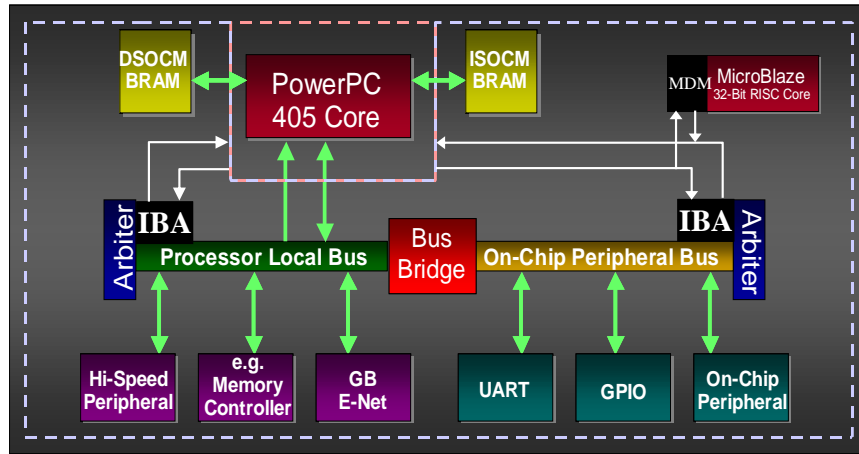 DSOCM
BRAM
PowerPC
405 Core
ISOCM
BRAM
MDM
MicroBlaze
32-Bit RISC Core
Arbiter
IBA
Processor Local Bus
Bus
Bridge
On-Chip Peripheral Bus
IBA
Arbiter
Hi-Speed
Peripheral
e.g.
Memory
Controller
GB
E-Net
UART
GPIO
On-Chip
Peripheral